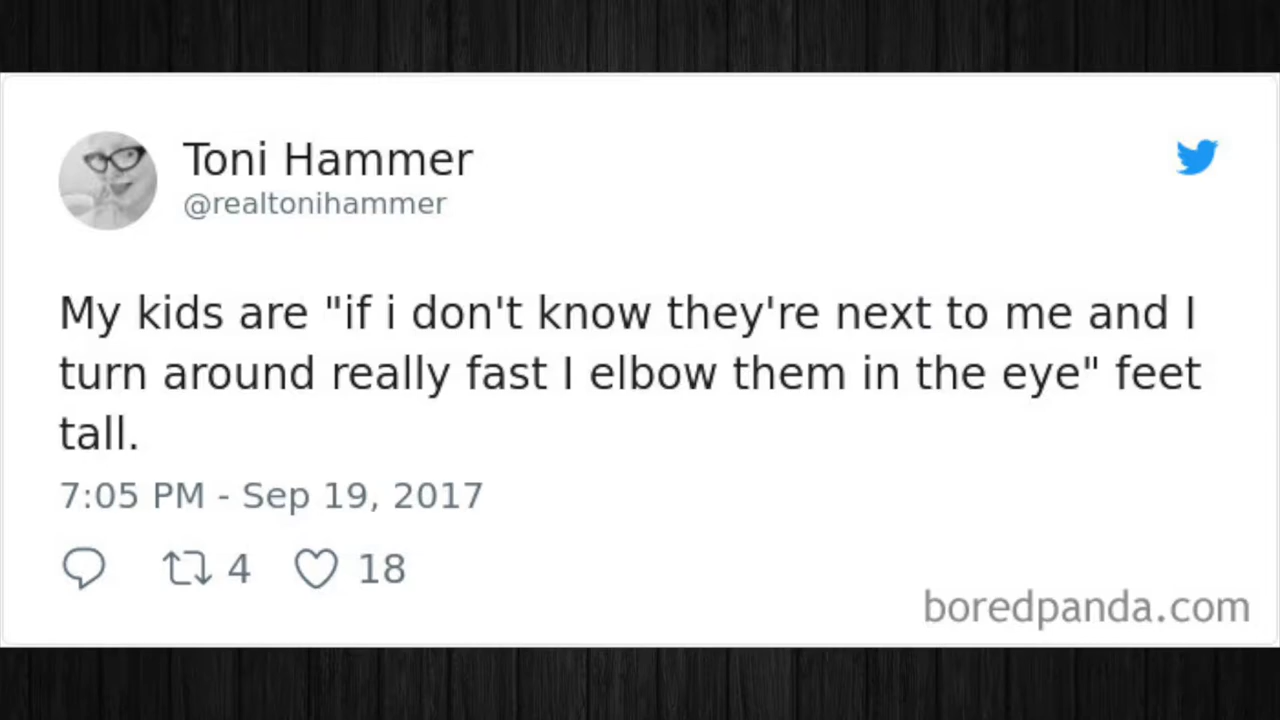 Toni Hammer
@realtonihammer
My kids are "if i don't know they're next to me and I
turn around really fast I elbow them in the eye" feet
tall.
7:05 PM - Sep 19, 2017
4 18
boredpanda.com